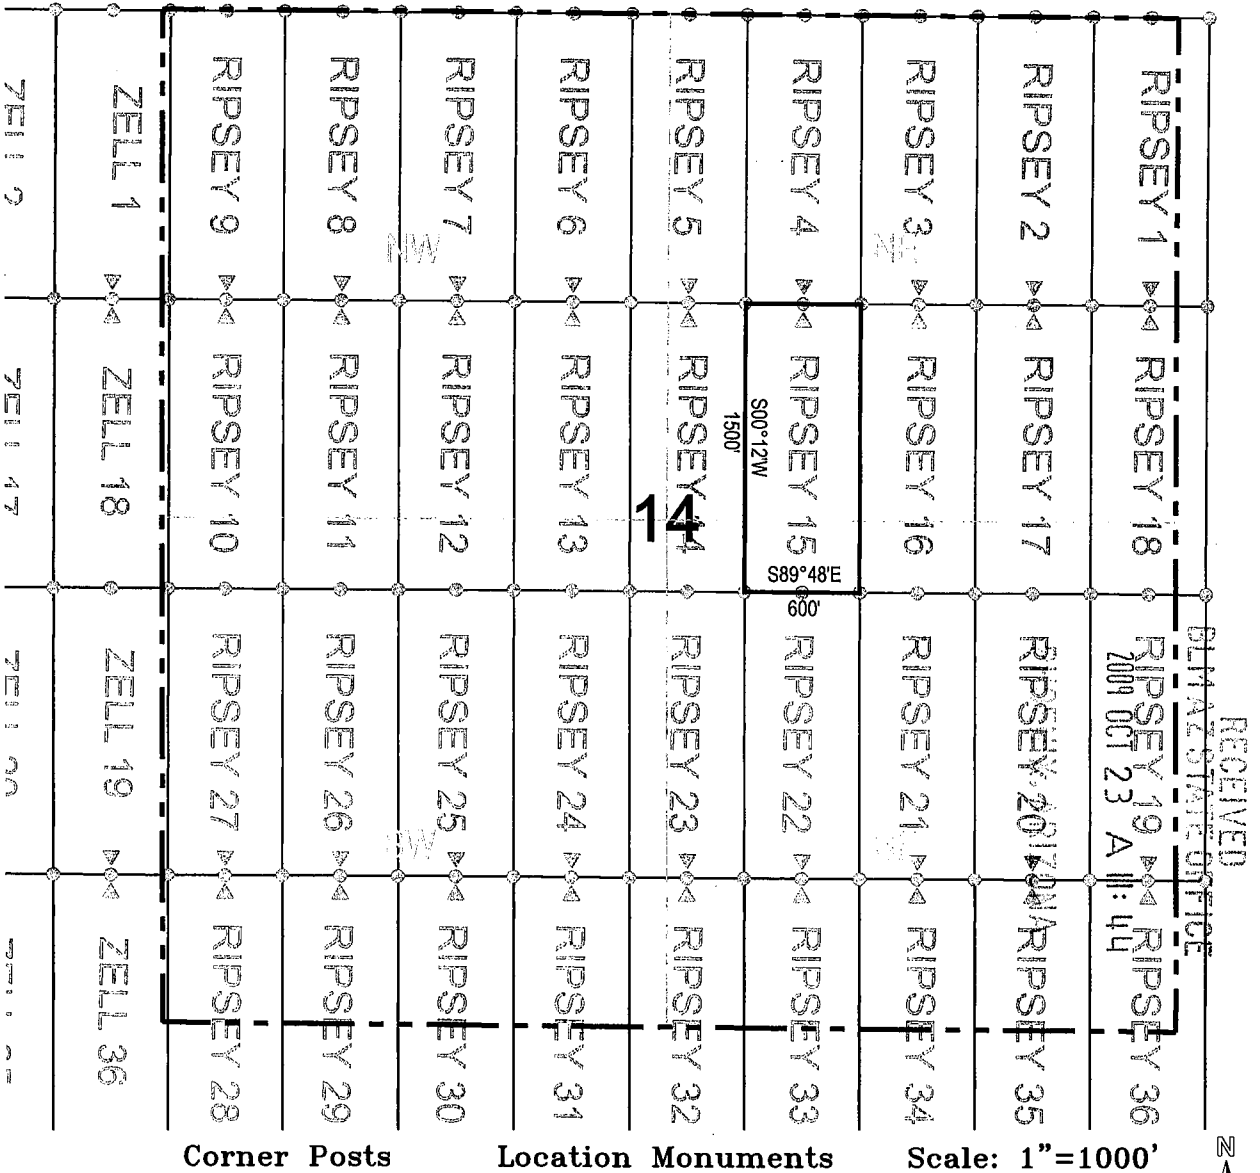 ZELL 1
RIPSEY 9
RIPSEY 8
RIPSEY 7
RIPSEY 6
RIPSEY 5
RIPSEY 4
RIPSEY 3
RIPSEY 2
RIPSEY 1
NW
ZELL 18
RIPSEY 10
RIPSEY 11
RIPSEY 12
RIPSEY 13
RIPSEY 14
RIPSEY 15
RIPSEY 16
RIPSEY 17
RIPSEY 18
14
S00°12'W
1500'
S89°48'E
600'
ZELL 19
RIPSEY 27
RIPSEY 26
RIPSEY 25
RIPSEY 24
RIPSEY 23
RIPSEY 22
RIPSEY 21
RIPSEY 20
RIPSEY 19
SW
RECEIVED
BLM AZ STATE OFFICE
2009 OCT 23 A 11: 44
ARIZONA
ZELL 36
RIPSEY 28
RIPSEY 29
RIPSEY 30
RIPSEY 31
RIPSEY 32
RIPSEY 33
RIPSEY 34
RIPSEY 35
RIPSEY 36
Corner Posts Location Monuments Scale: 1"=1000'
N